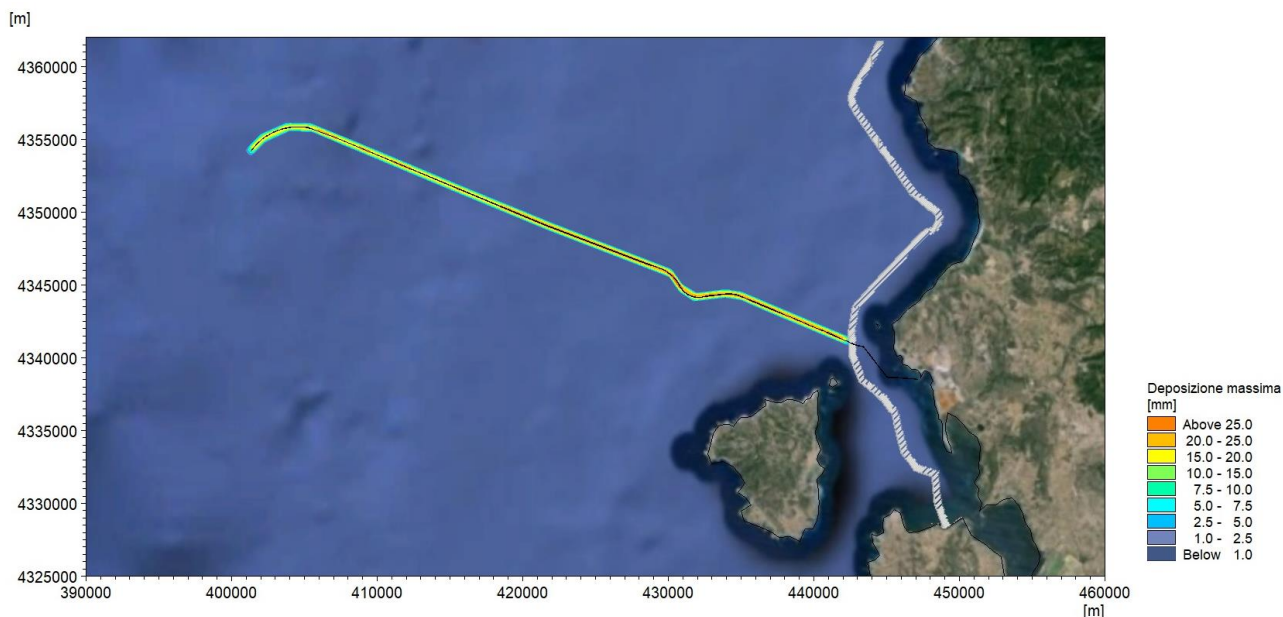 [m]
4360000
4355000
4350000
4345000
4340000
4335000
4330000
4325000
390000 400000 410000 420000 430000 440000 450000 460000
[m]
Deposizione massima
[mm]
Above 25.0
20.0 - 25.0
15.0 - 20.0
10.0 - 15.0
7.5 - 10.0
5.0 - 7.5
2.5 - 5.0
1.0 - 2.5
Below 1.0